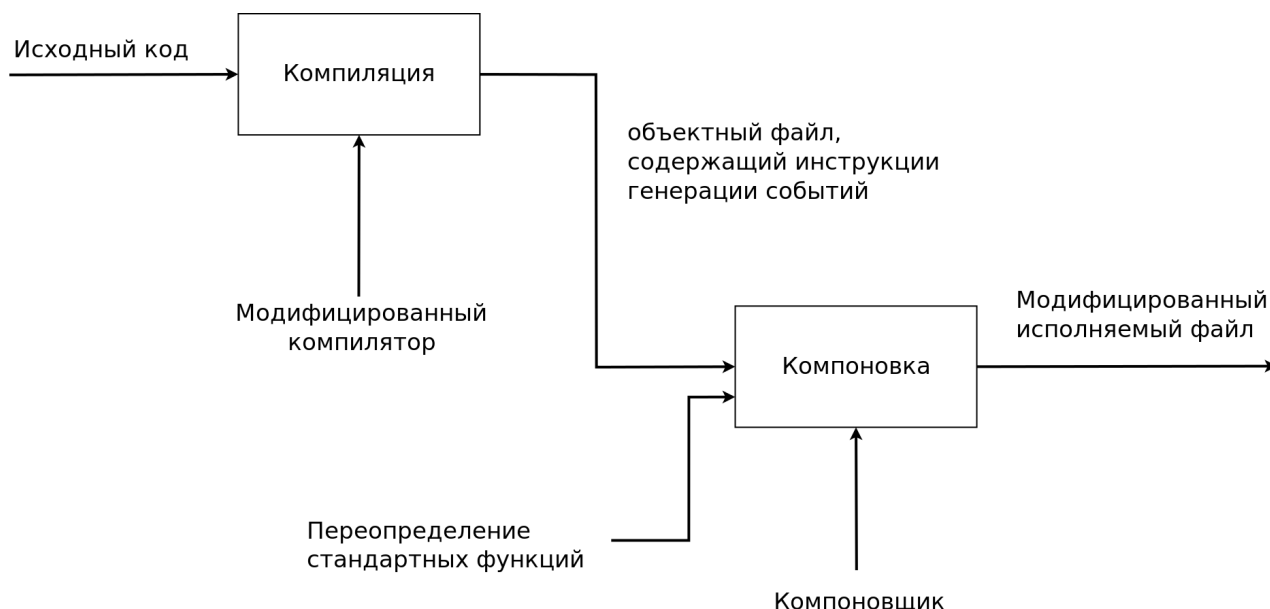 Исходный код
Компиляция
объектный файл,
содержащий инструкции
генерации событий
Модифицированный
компилятор
Модифицированный
исполняемый файл
Компоновка
Переопределение
стандартных функций
Компоновщик